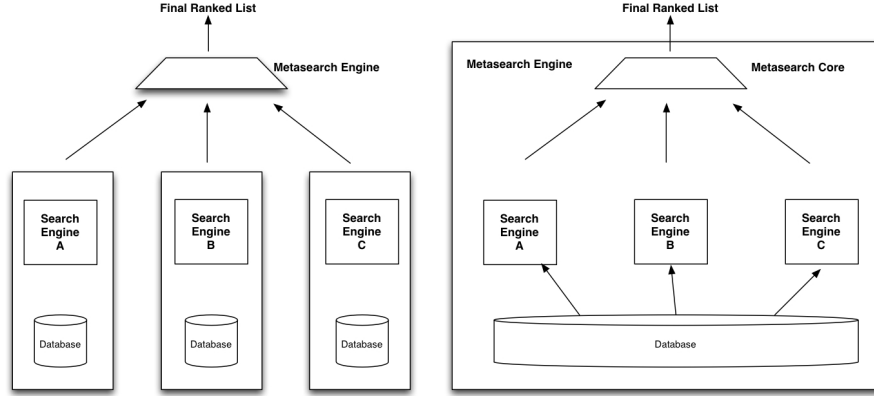 Final Ranked List
Metasearch Engine
Search
Engine
A
Search
Engine
B
Search
Engine
C
Database
Database
Database
Final Ranked List
Metasearch Engine
Metasearch Core
Search
Engine
A
Search
Engine
B
Search
Engine
C
Database